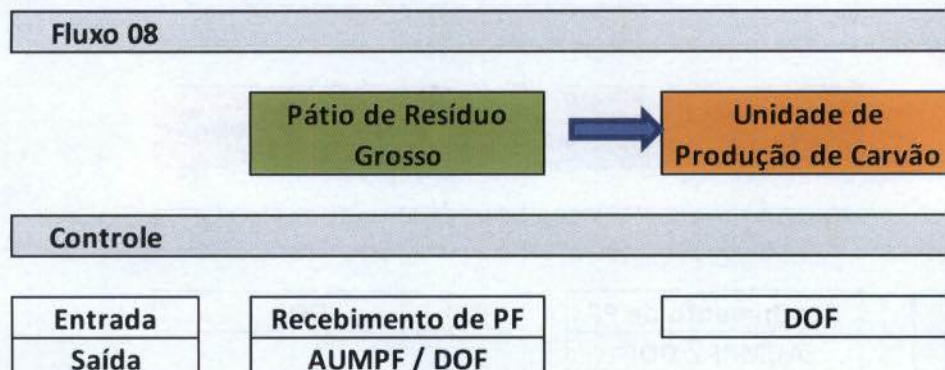 Fluxo 08
Pátio de Resíduo
Grosso
Unidade de
Produção de Carvão
Controle
Entrada
Recebimento de PF
DOF
Saída
AUMPF / DOF